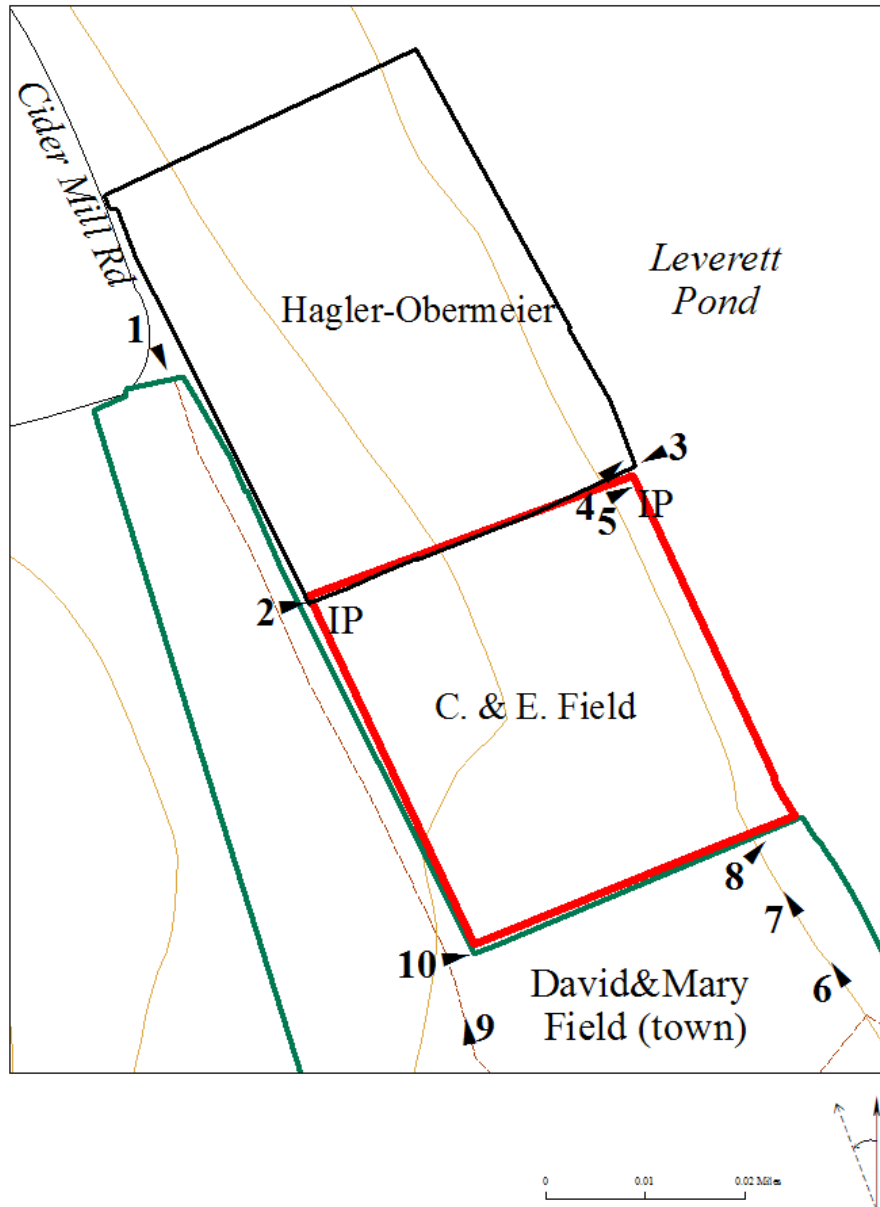 Cider Mill Rd
Leverett
Pond
Hagler-Obermeier
1
3
4
5
IP
2
IP
C. & E. Field
8
7
10
David&Mary
Field (town)
6
9
0
0.01
0.02 Miles